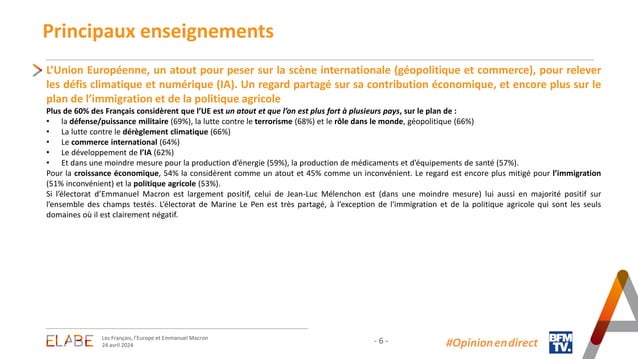 Principaux enseignements
L’Union Européenne, un atout pour peser sur la scène internationale (géopolitique et commerce), pour relever
les défis climatique et numérique (IA). Un regard partagé sur sa contribution économique, et encore plus sur le
plan de l’immigration et de la politique agricole
Plus de 60% des Français considèrent que l’UE est un atout et que l’on est plus fort à plusieurs pays, sur le plan de :
• la défense/puissance militaire (69%), la lutte contre le terrorisme (68%) et le rôle dans le monde, géopolitique (66%)
• La lutte contre le dérèglement climatique (66%)
• Le commerce international (64%)
• Le développement de l’IA (62%)
• Et dans une moindre mesure pour la production d’énergie (59%), la production de médicaments et d’équipements de santé (57%).
Pour la croissance économique, 54% la considèrent comme un atout et 45% comme un inconvénient. Le regard est encore plus mitigé pour l’immigration
(51% inconvénient) et la politique agricole (53%).
Si l’électorat d’Emmanuel Macron est largement positif, celui de Jean-Luc Mélenchon est (dans une moindre mesure) lui aussi en majorité positif sur
l’ensemble des champs testés. L’électorat de Marine Le Pen est très partagé, à l’exception de l’immigration et de la politique agricole qui sont les seuls
domaines où il est clairement négatif.
ELABE
Les Français, l’Europe et Emmanuel Macron
24 avril 2024
- 6 -
#Opinionendirect
BFM
TV.